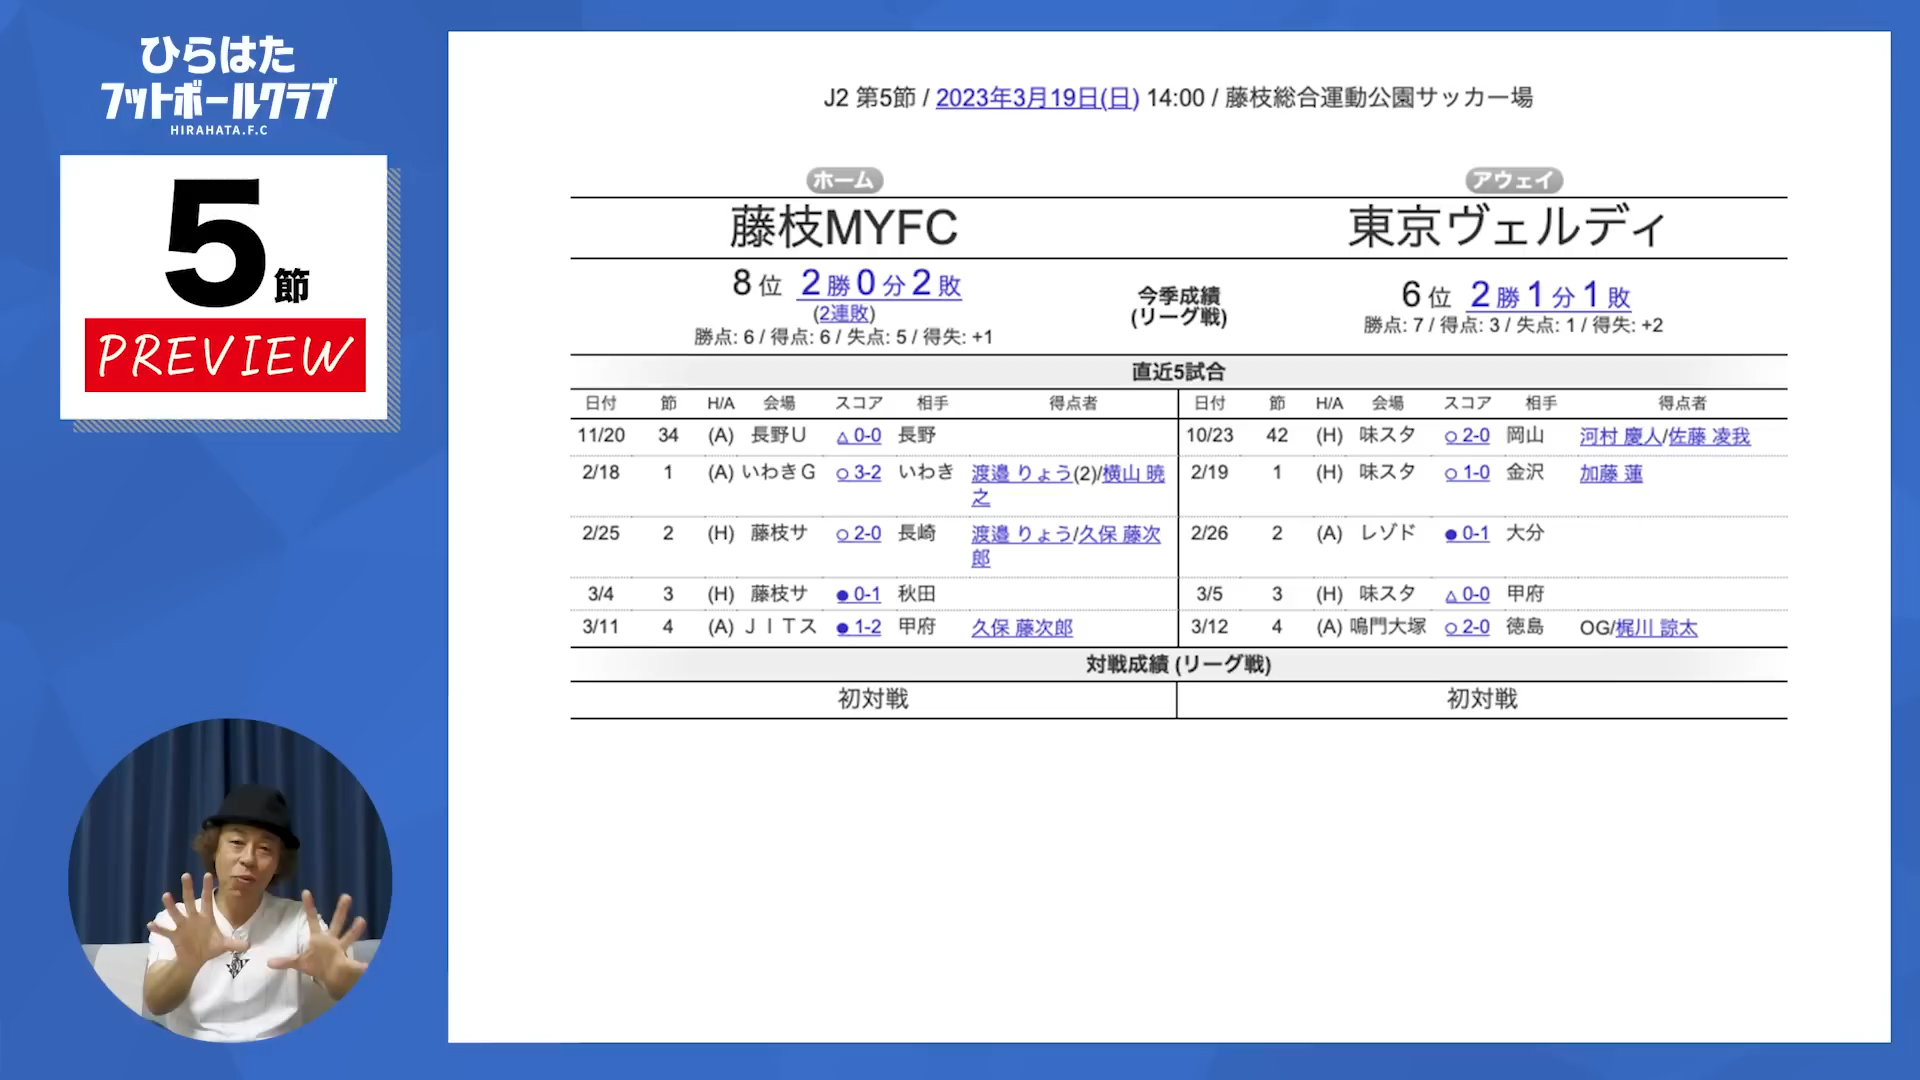 ひらはた
フットボールクラブ
HIRAHATA.F.C
5節
PREVIEW
J2 第5節 / 2023年3月19日(日) 14:00 / 藤枝総合運動公園サッカー場
ホーム アウェイ
藤枝MYFC 東京ヴェルディ
8位 2勝0分2敗 今季成績 6位 2勝1分1敗
(2連敗) (リーグ戦)
勝点: 6 / 得点: 6 / 失点: 5 / 得失: +1 勝点: 7 / 得点: 3 / 失点: 1 / 得失: +2
直近5試合
日付 節 H/A 会場 スコア 相手 得点者 日付 節 H/A 会場 スコア 相手 得点者
11/20 34 (A) 長野U △ 0-0 長野 10/23 42 (H) 味スタ ○ 2-0 岡山 河村 慶人/佐藤 凌我
2/18 1 (A) いわきG ○ 3-2 いわき 渡邉 りょう(2)/横山 暁 2/19 1 (H) 味スタ ○ 1-0 金沢 加藤 蓮
之
2/25 2 (H) 藤枝サ ○ 2-0 長崎 渡邉 りょう/久保 藤次 2/26 2 (A) レゾド ● 0-1 大分
郎
3/4 3 (H) 藤枝サ ● 0-1 秋田 3/5 3 (H) 味スタ △ 0-0 甲府
3/11 4 (A) JITス ● 1-2 甲府 久保 藤次郎 3/12 4 (A) 鳴門大塚 ○ 2-0 徳島 OG/梶川 諒太
対戦成績 (リーグ戦)
初対戦 初対戦